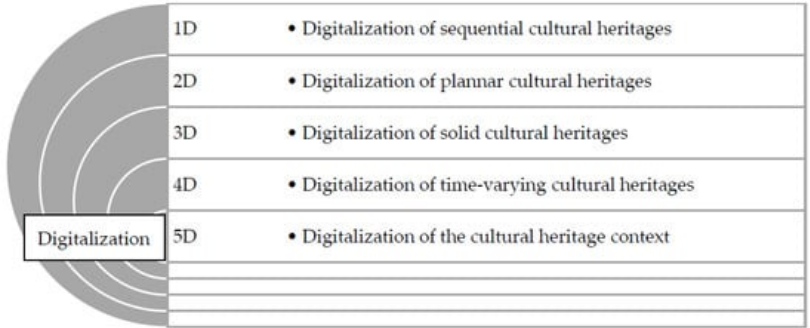 1D • Digitalization of sequential cultural heritages
2D • Digitalization of plannar cultural heritages
3D • Digitalization of solid cultural heritages
4D • Digitalization of time-varying cultural heritages
Digitalization 5D • Digitalization of the cultural heritage context